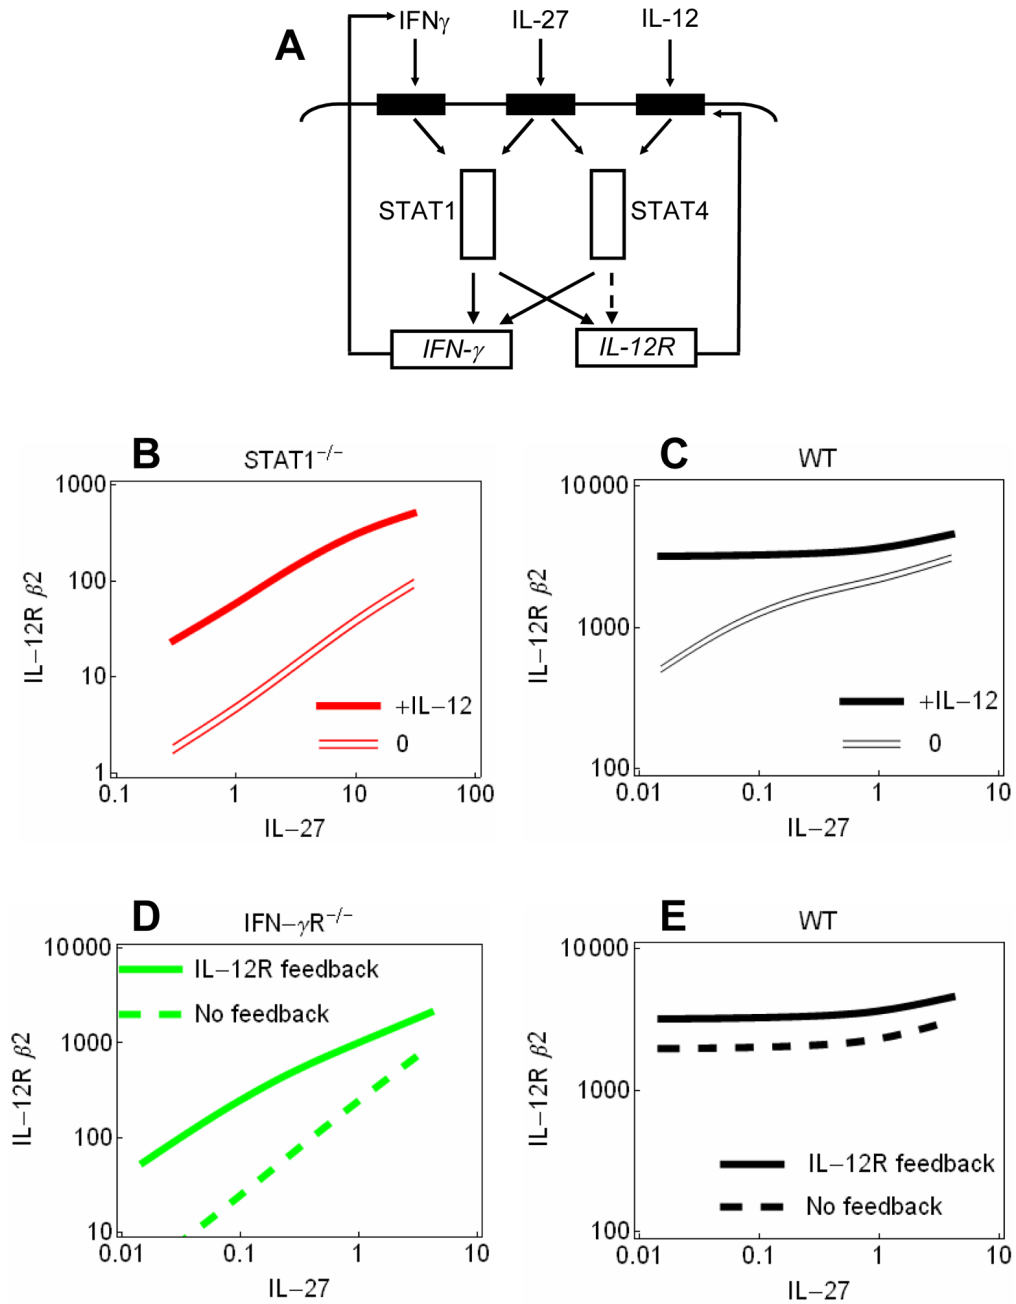 A
IFNγ IL-27 IL-12
STAT1 STAT4
IFN-γ IL-12R
B
STAT1⁻/⁻
1000
100
10
1
0.1 1 10 100
IL−12R β2
IL−27
+IL−12
0
C
WT
10000
1000
100
0.01 0.1 1 10
IL−12R β2
IL−27
+IL−12
0
D
IFN−γR⁻/⁻
10000
1000
100
10
0.01 0.1 1 10
IL−12R β2
IL−27
IL−12R feedback
No feedback
E
WT
10000
1000
100
0.01 0.1 1 10
IL−12R β2
IL−27
IL−12R feedback
No feedback